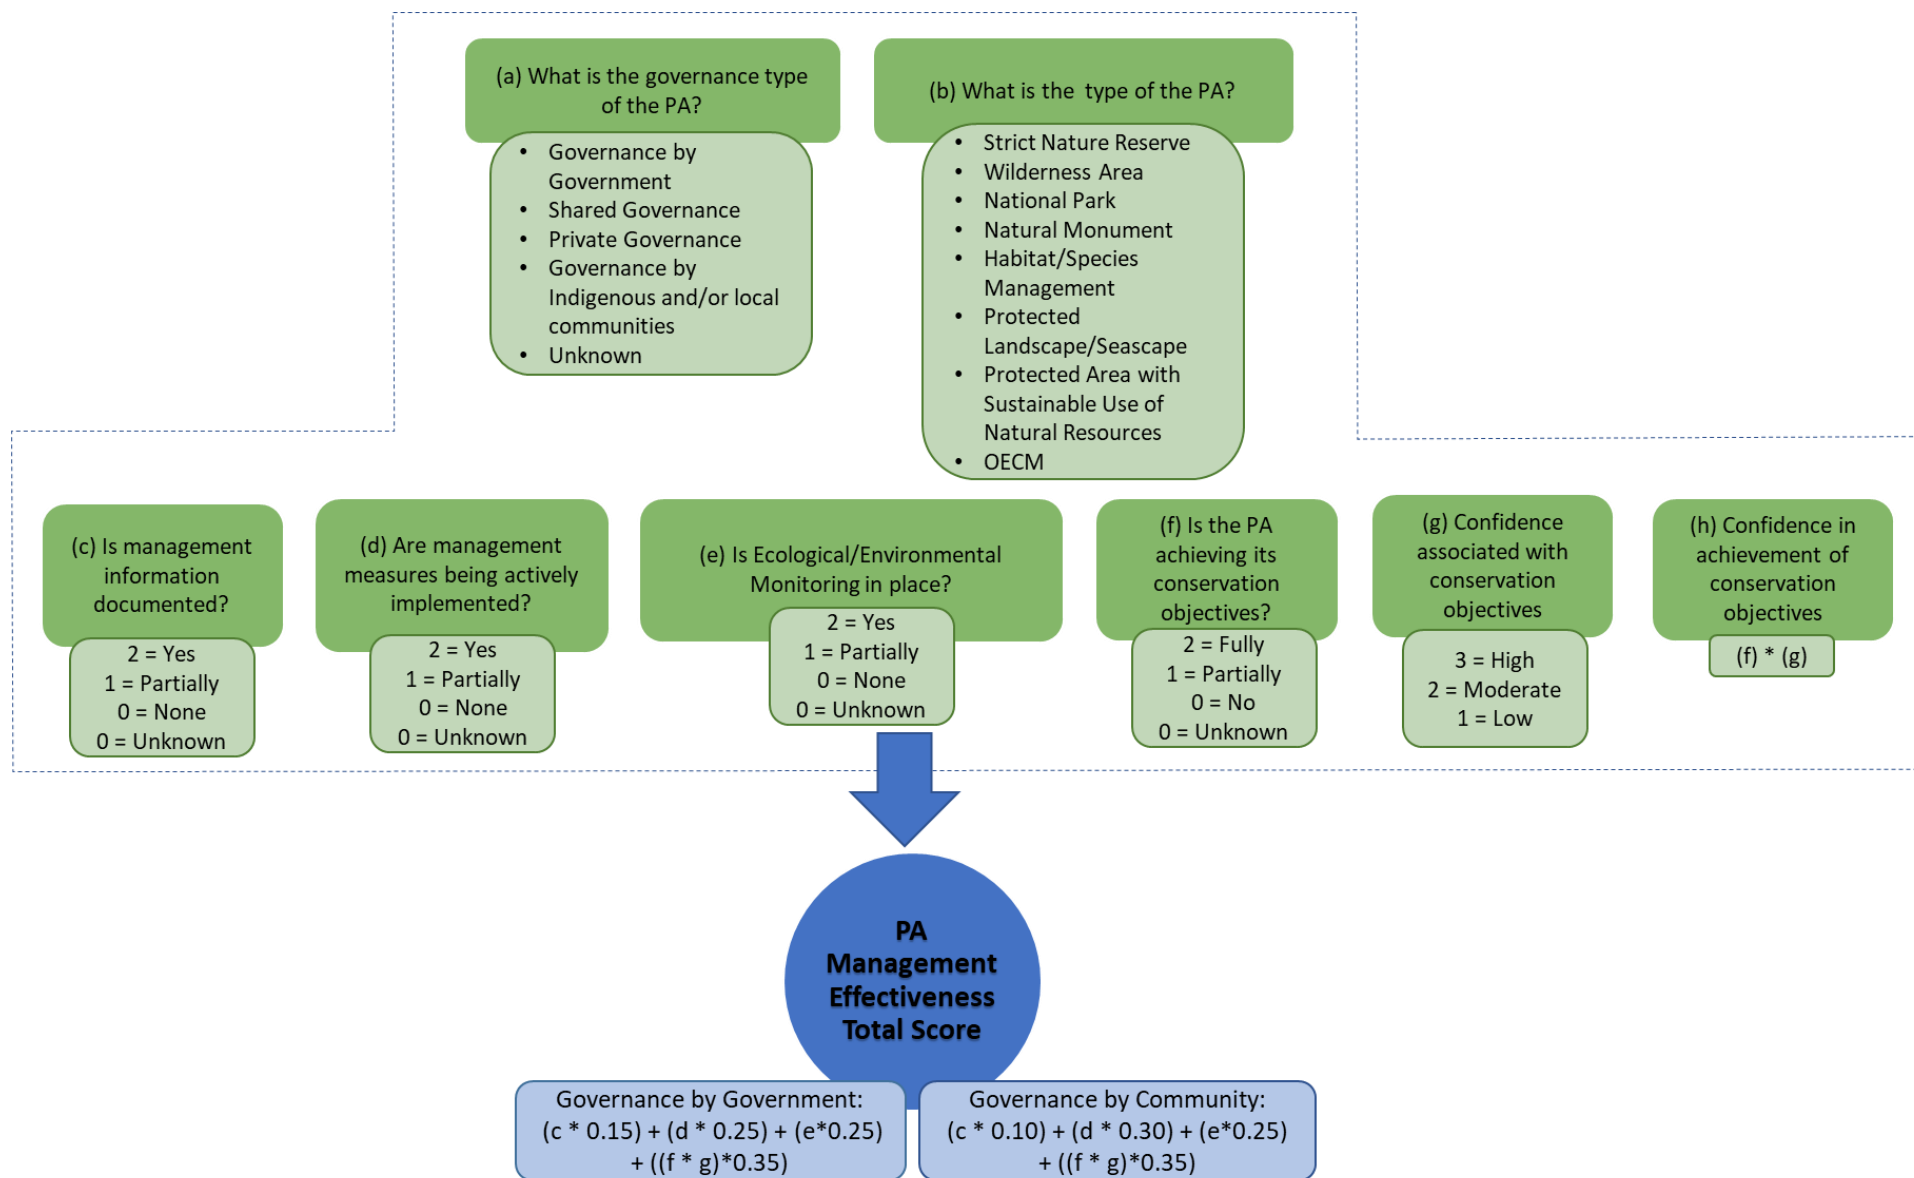 (a) What is the governance type
of the PA?
• Governance by
Government
• Shared Governance
• Private Governance
• Governance by
Indigenous and/or local
communities
• Unknown
(b) What is the type of the PA?
• Strict Nature Reserve
• Wilderness Area
• National Park
• Natural Monument
• Habitat/Species
Management
• Protected
Landscape/Seascape
• Protected Area with
Sustainable Use of
Natural Resources
• OECM
(c) Is management
information
documented?
2 = Yes
1 = Partially
0 = None
0 = Unknown
(d) Are management
measures being actively
implemented?
2 = Yes
1 = Partially
0 = None
0 = Unknown
(e) Is Ecological/Environmental
Monitoring in place?
2 = Yes
1 = Partially
0 = None
0 = Unknown
(f) Is the PA
achieving its
conservation
objectives?
2 = Fully
1 = Partially
0 = No
0 = Unknown
(g) Confidence
associated with
conservation
objectives
3 = High
2 = Moderate
1 = Low
(h) Confidence in
achievement of
conservation
objectives
(f) * (g)
PA
Management
Effectiveness
Total Score
Governance by Government:
(c * 0.15) + (d * 0.25) + (e*0.25)
+ ((f * g)*0.35)
Governance by Community:
(c * 0.10) + (d * 0.30) + (e*0.25)
+ ((f * g)*0.35)